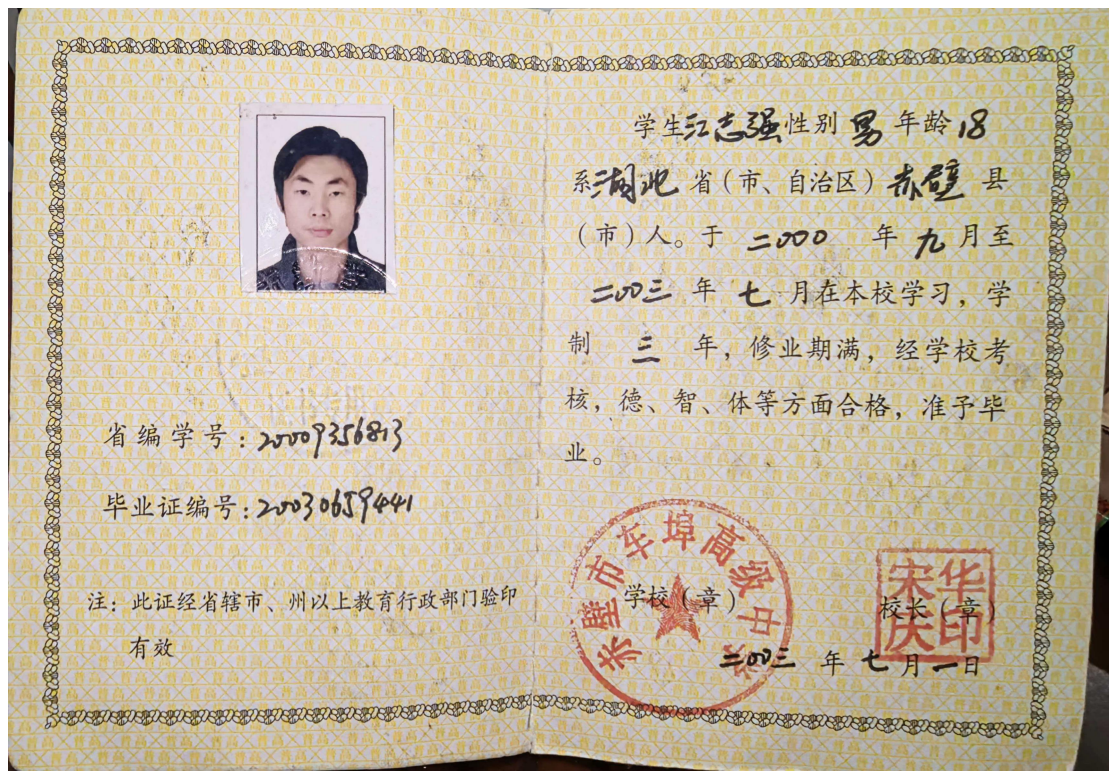 省编学号:20009356813
毕业证编号:20030659441
注:此证经省辖市、州以上教育行政部门验印
有效
学生江志强性别 男 年龄 18
系湖北 省(市、自治区) 赤壁 县
(市)人。于 二000 年 九 月至
二00三 年 七 月在本校学习,学
制 三 年,修业期满,经学校考
核,德、智、体等方面合格,准予毕
业。
赤壁市车埠高级中学
学校(章)
宋华庆印
校长(章)
二00三 年 七 月 一日